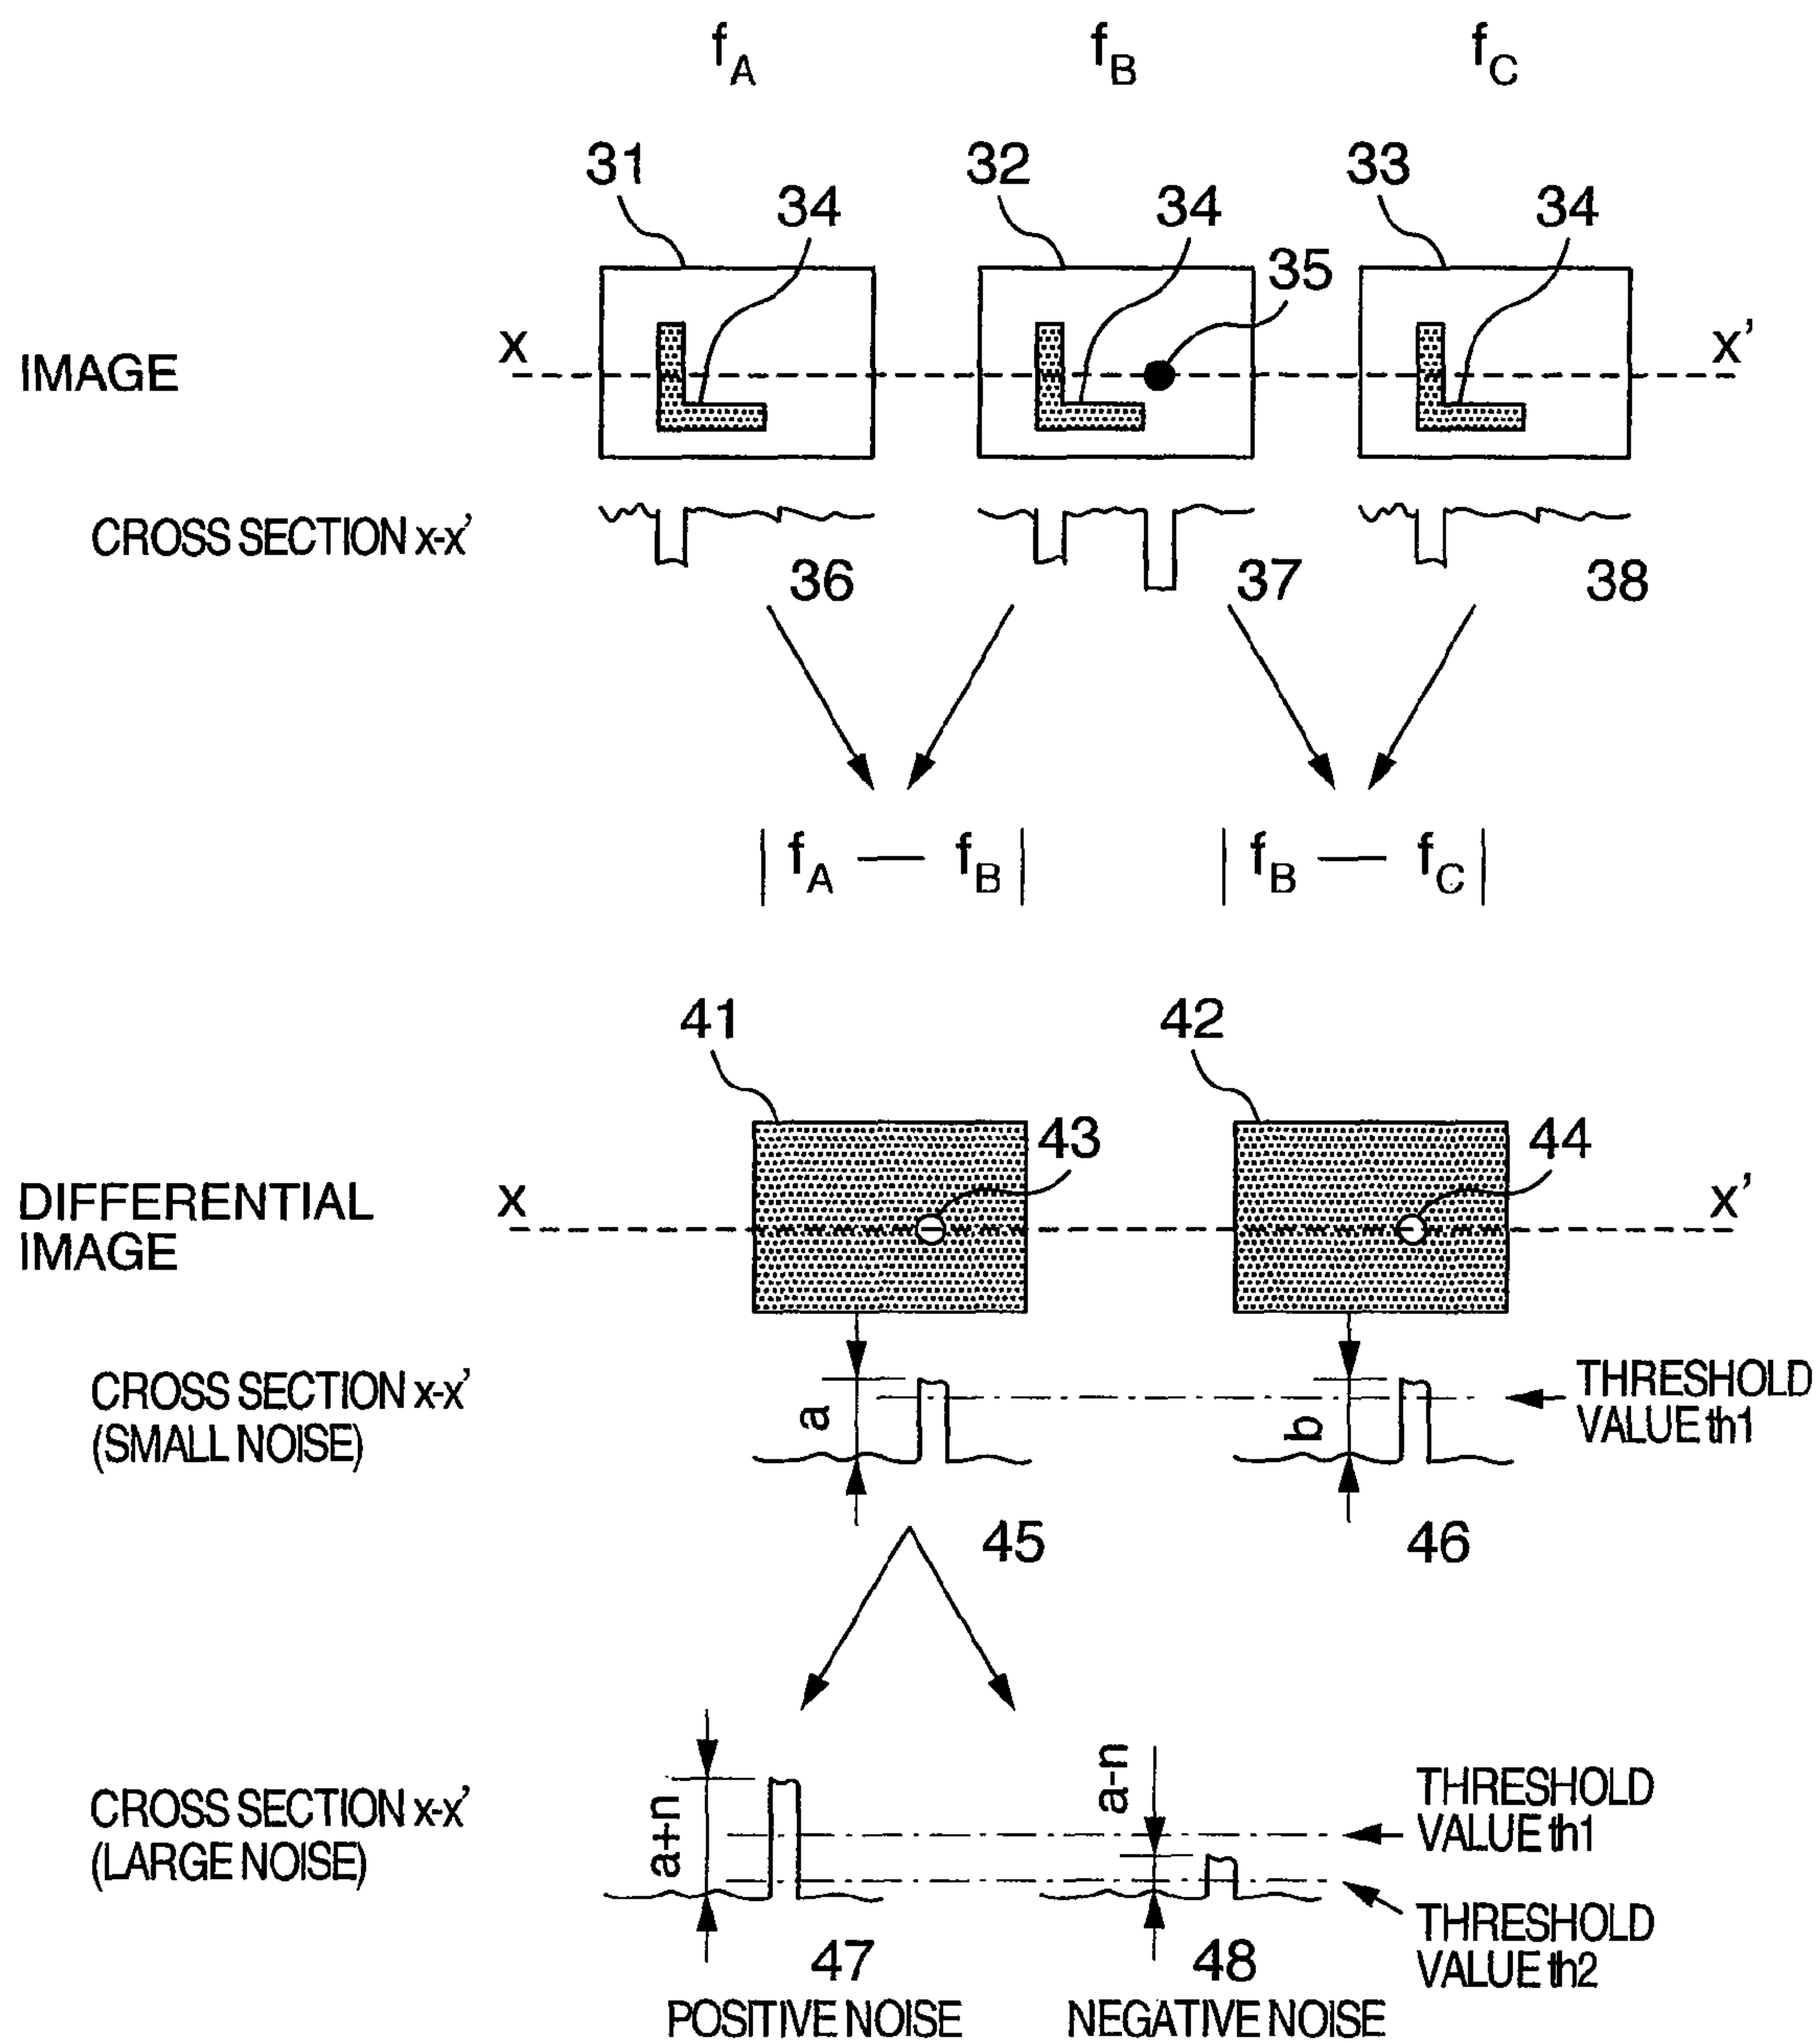 fA fB fC
31 32 33
34 34 35 34
IMAGE x x'
CROSS SECTION x-x'
36 37 38
| fA — fB | | fB — fC |
41 42
43 44
DIFFERENTIAL
IMAGE
x x'
CROSS SECTION x-x'
(SMALL NOISE)
a b
THRESHOLD
VALUE th1
45 46
CROSS SECTION x-x'
(LARGE NOISE)
a+n a-n
THRESHOLD
VALUE th1
THRESHOLD
VALUE th2
47 48
POSITIVE NOISE NEGATIVE NOISE